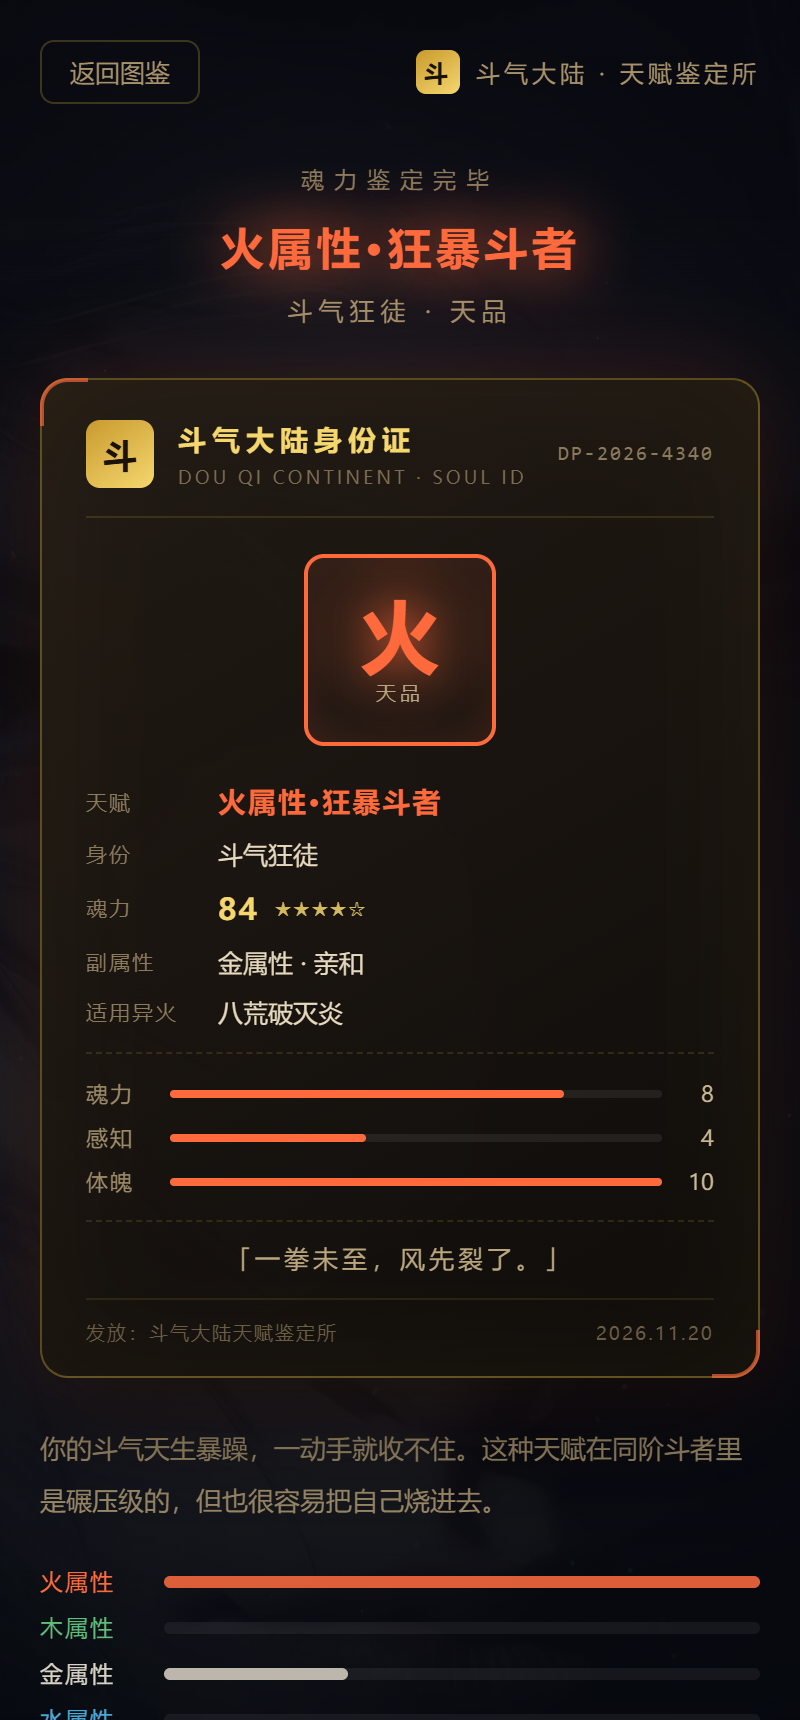 返回图鉴
斗 斗气大陆 · 天赋鉴定所
魂力鉴定完毕
火属性•狂暴斗者
斗气狂徒 · 天品
斗 斗气大陆身份证 DP-2026-4340
DOU QI CONTINENT · SOUL ID
火
天品
天赋 火属性•狂暴斗者
身份 斗气狂徒
魂力 84 ★★★★☆
副属性 金属性 · 亲和
适用异火 八荒破灭炎
魂力 8
感知 4
体魄 10
「一拳未至，风先裂了。」
发放：斗气大陆天赋鉴定所 2026.11.20
你的斗气天生暴躁，一动手就收不住。这种天赋在同阶斗者里
是碾压级的，但也很容易把自己烧进去。
火属性
木属性
金属性
水属性